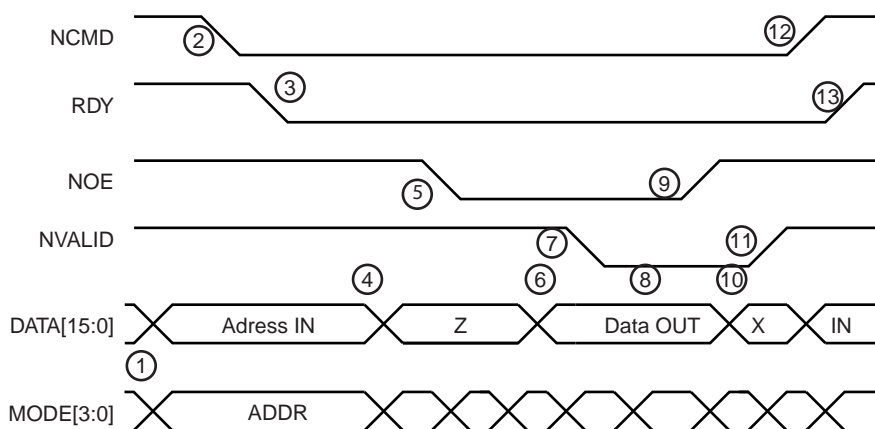 NCMD ② ⑫
RDY ③ ⑬
NOE ⑤ ⑨
NVALID ⑦ ⑪
④ ⑥ ⑧ ⑩
DATA[15:0] Adress IN Z Data OUT X IN
①
MODE[3:0] ADDR